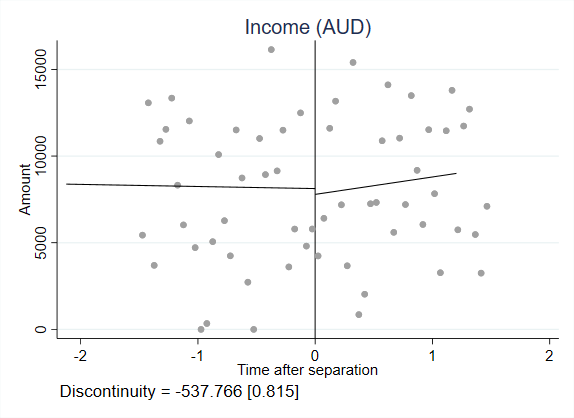 Income (AUD)
Amount
15000
10000
5000
0
-2 -1 0 1 2
Time after separation
Discontinuity = -537.766 [0.815]